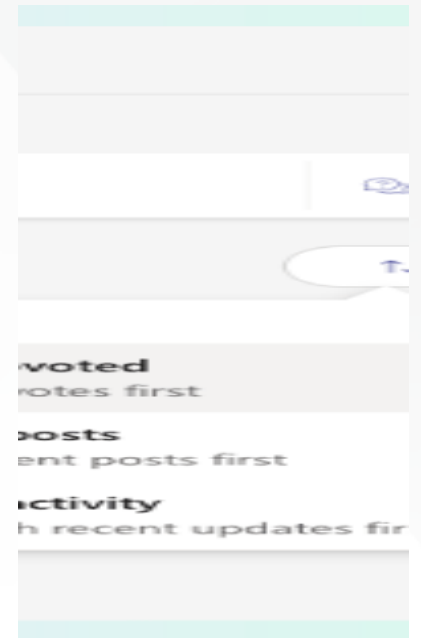 voted
votes first
posts
ent posts first
activity
h recent updates fir